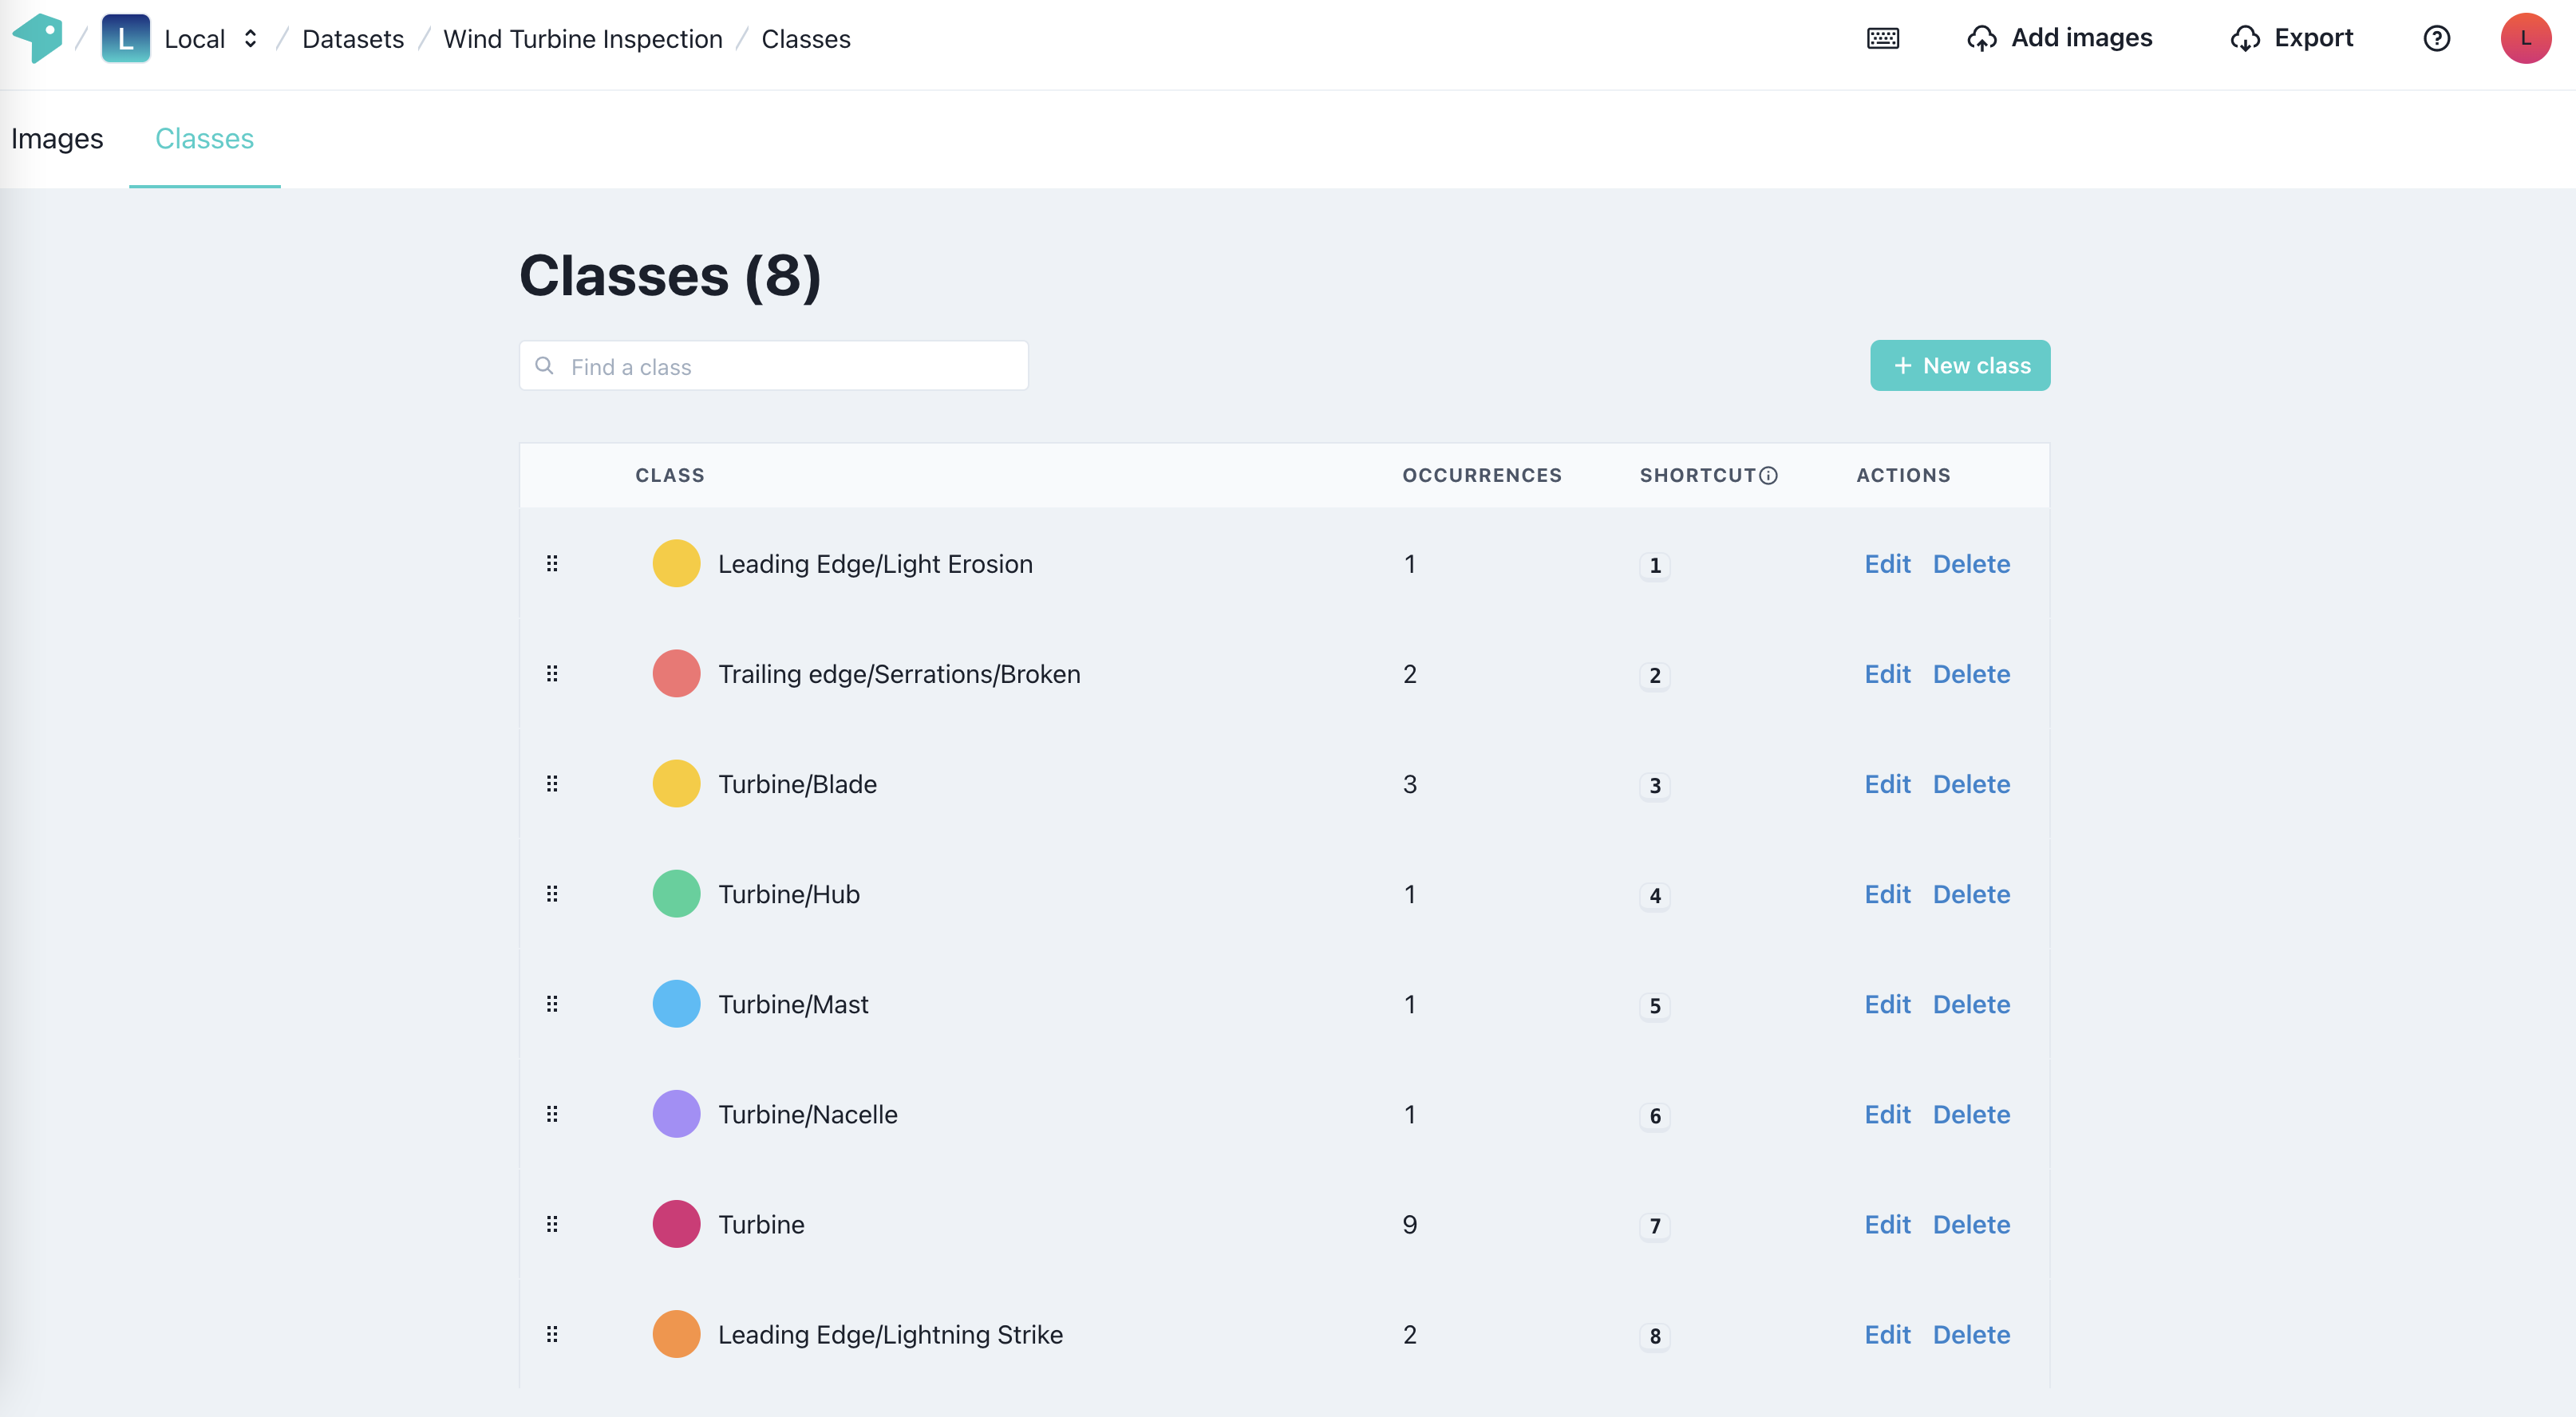 L Local / Datasets / Wind Turbine Inspection / Classes Add images Export ? L
Images Classes
Classes (8)
Find a class + New class
CLASS OCCURRENCES SHORTCUT ACTIONS
Leading Edge/Light Erosion 1 1 Edit Delete
Trailing edge/Serrations/Broken 2 2 Edit Delete
Turbine/Blade 3 3 Edit Delete
Turbine/Hub 1 4 Edit Delete
Turbine/Mast 1 5 Edit Delete
Turbine/Nacelle 1 6 Edit Delete
Turbine 9 7 Edit Delete
Leading Edge/Lightning Strike 2 8 Edit Delete